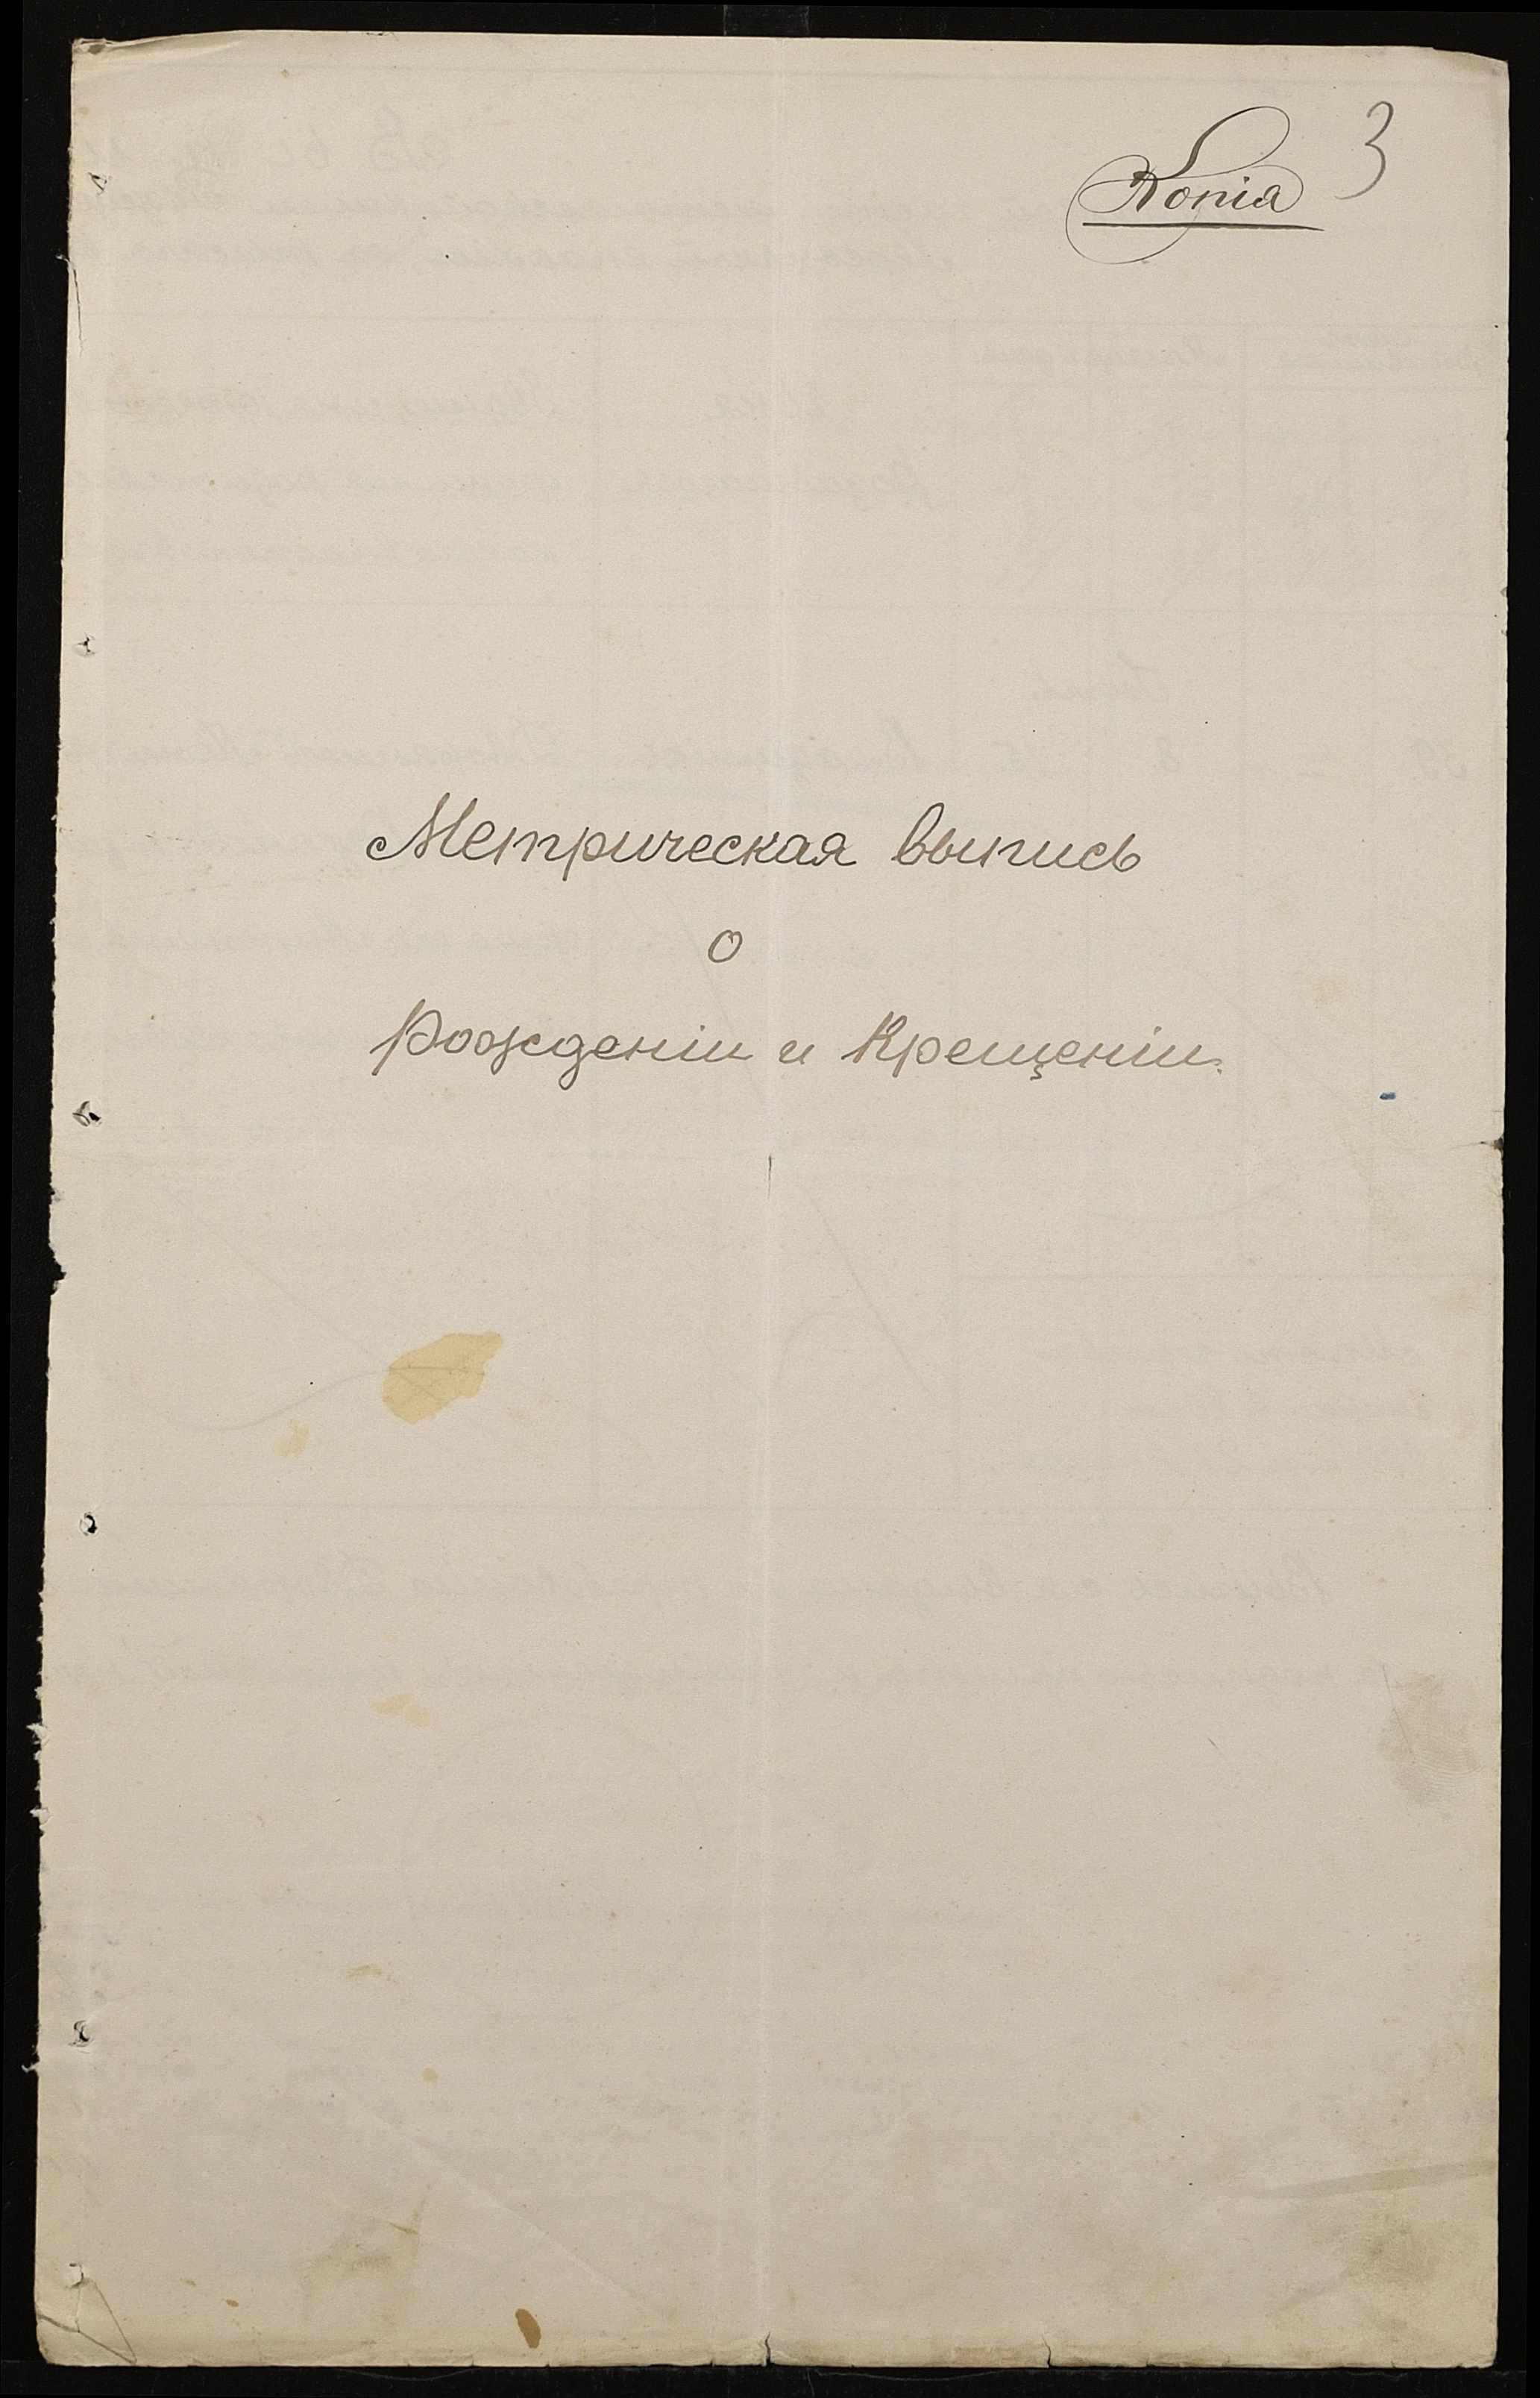 Копія 3
Метрическая выпись
о
Рожденіи и Крещеніи.